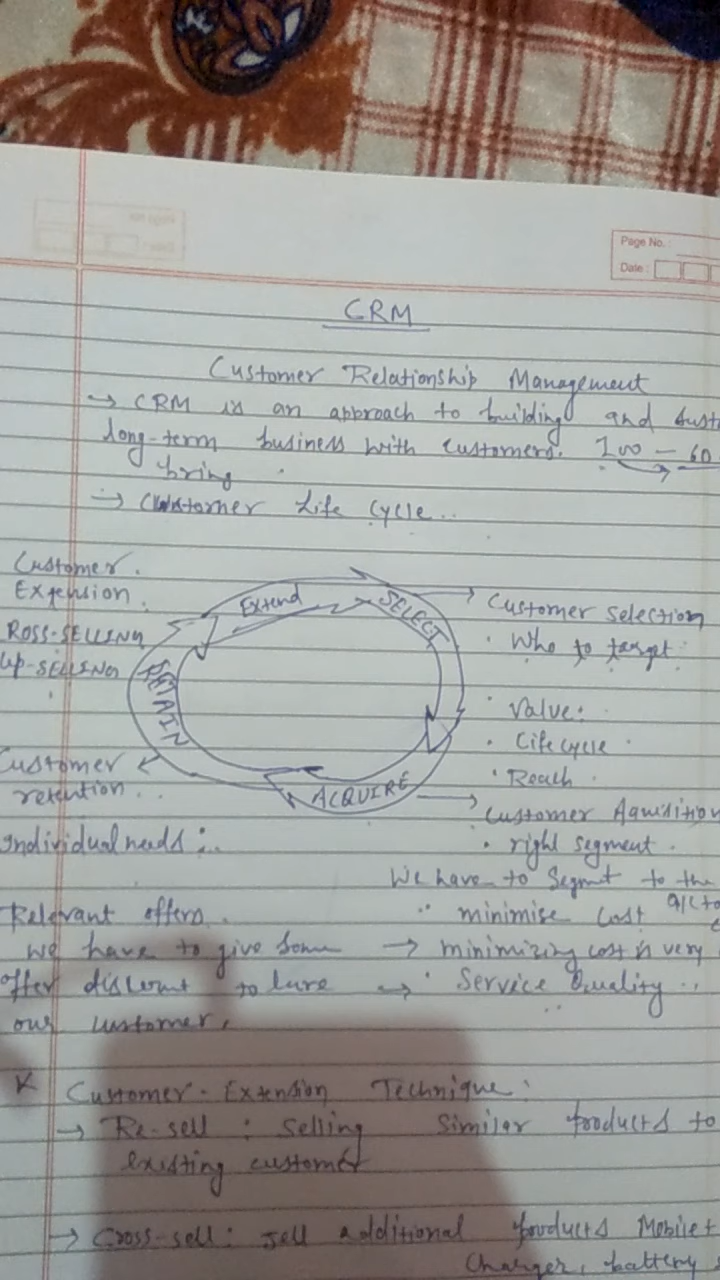 Page No. :
Date :
CRM
Customer Relationship Management
→ CRM is an approach to building and
long-term business with customers. 100 – 60
bring
→ Customer Life Cycle..
Customer.
Extension.
ROSS-SELLING
Up-SELLING
Extend
SELECT
RETAIN
ACQUIRE
Customer selection
• Who to target
• Value:
• Lifecycle
• Reach
Customer
retention..
Customer Aquisition
• right segment.
Individual needs:..
We have to Segmt to the
Relevant offers.
minimise Cost
we have to give some
→ minimizing cost is very
offer discount to lure
→ Service Quality..
our customer.
Customer-Extension Technique:
→ Re-sell : Selling Similar products to
existing customer
→ Cross-sell: sell additional products Mobile +
Charger, battery